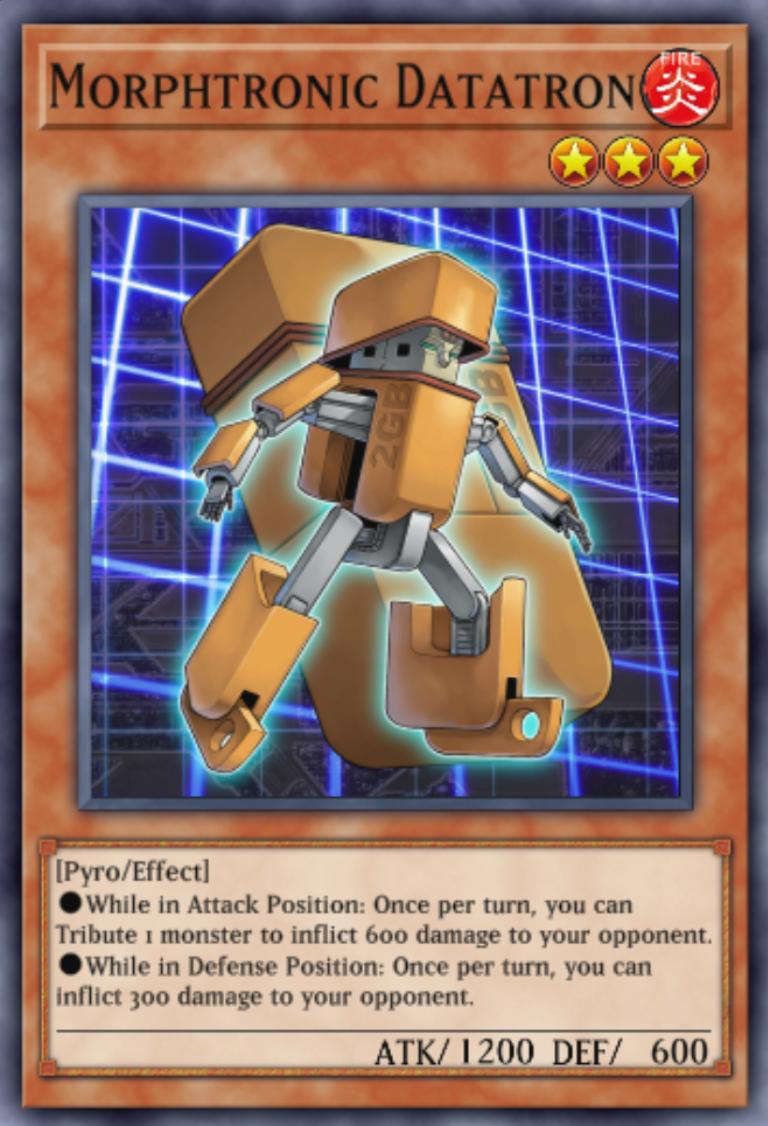 MORPHTRONIC DATATRON
FIRE
炎
2GB
[Pyro/Effect]
●While in Attack Position: Once per turn, you can
Tribute 1 monster to inflict 600 damage to your opponent.
●While in Defense Position: Once per turn, you can
inflict 300 damage to your opponent.
ATK/ 1200 DEF/ 600